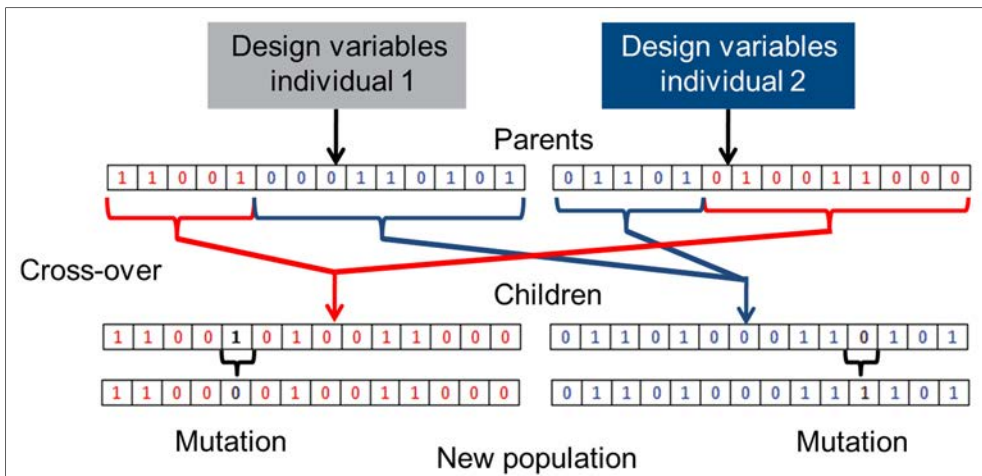 Design variables
individual 1
Design variables
individual 2
Parents
1 1 0 0 1 0 0 0 1 1 0 1 0 1
0 1 1 0 1 0 1 0 0 1 1 0 0 0
Cross-over
Children
1 1 0 0 1 0 1 0 0 1 1 0 0 0
0 1 1 0 1 0 0 0 1 1 0 1 0 1
1 1 0 0 0 0 1 0 0 1 1 0 0 0
0 1 1 0 1 0 0 0 1 1 1 1 0 1
Mutation
New population
Mutation